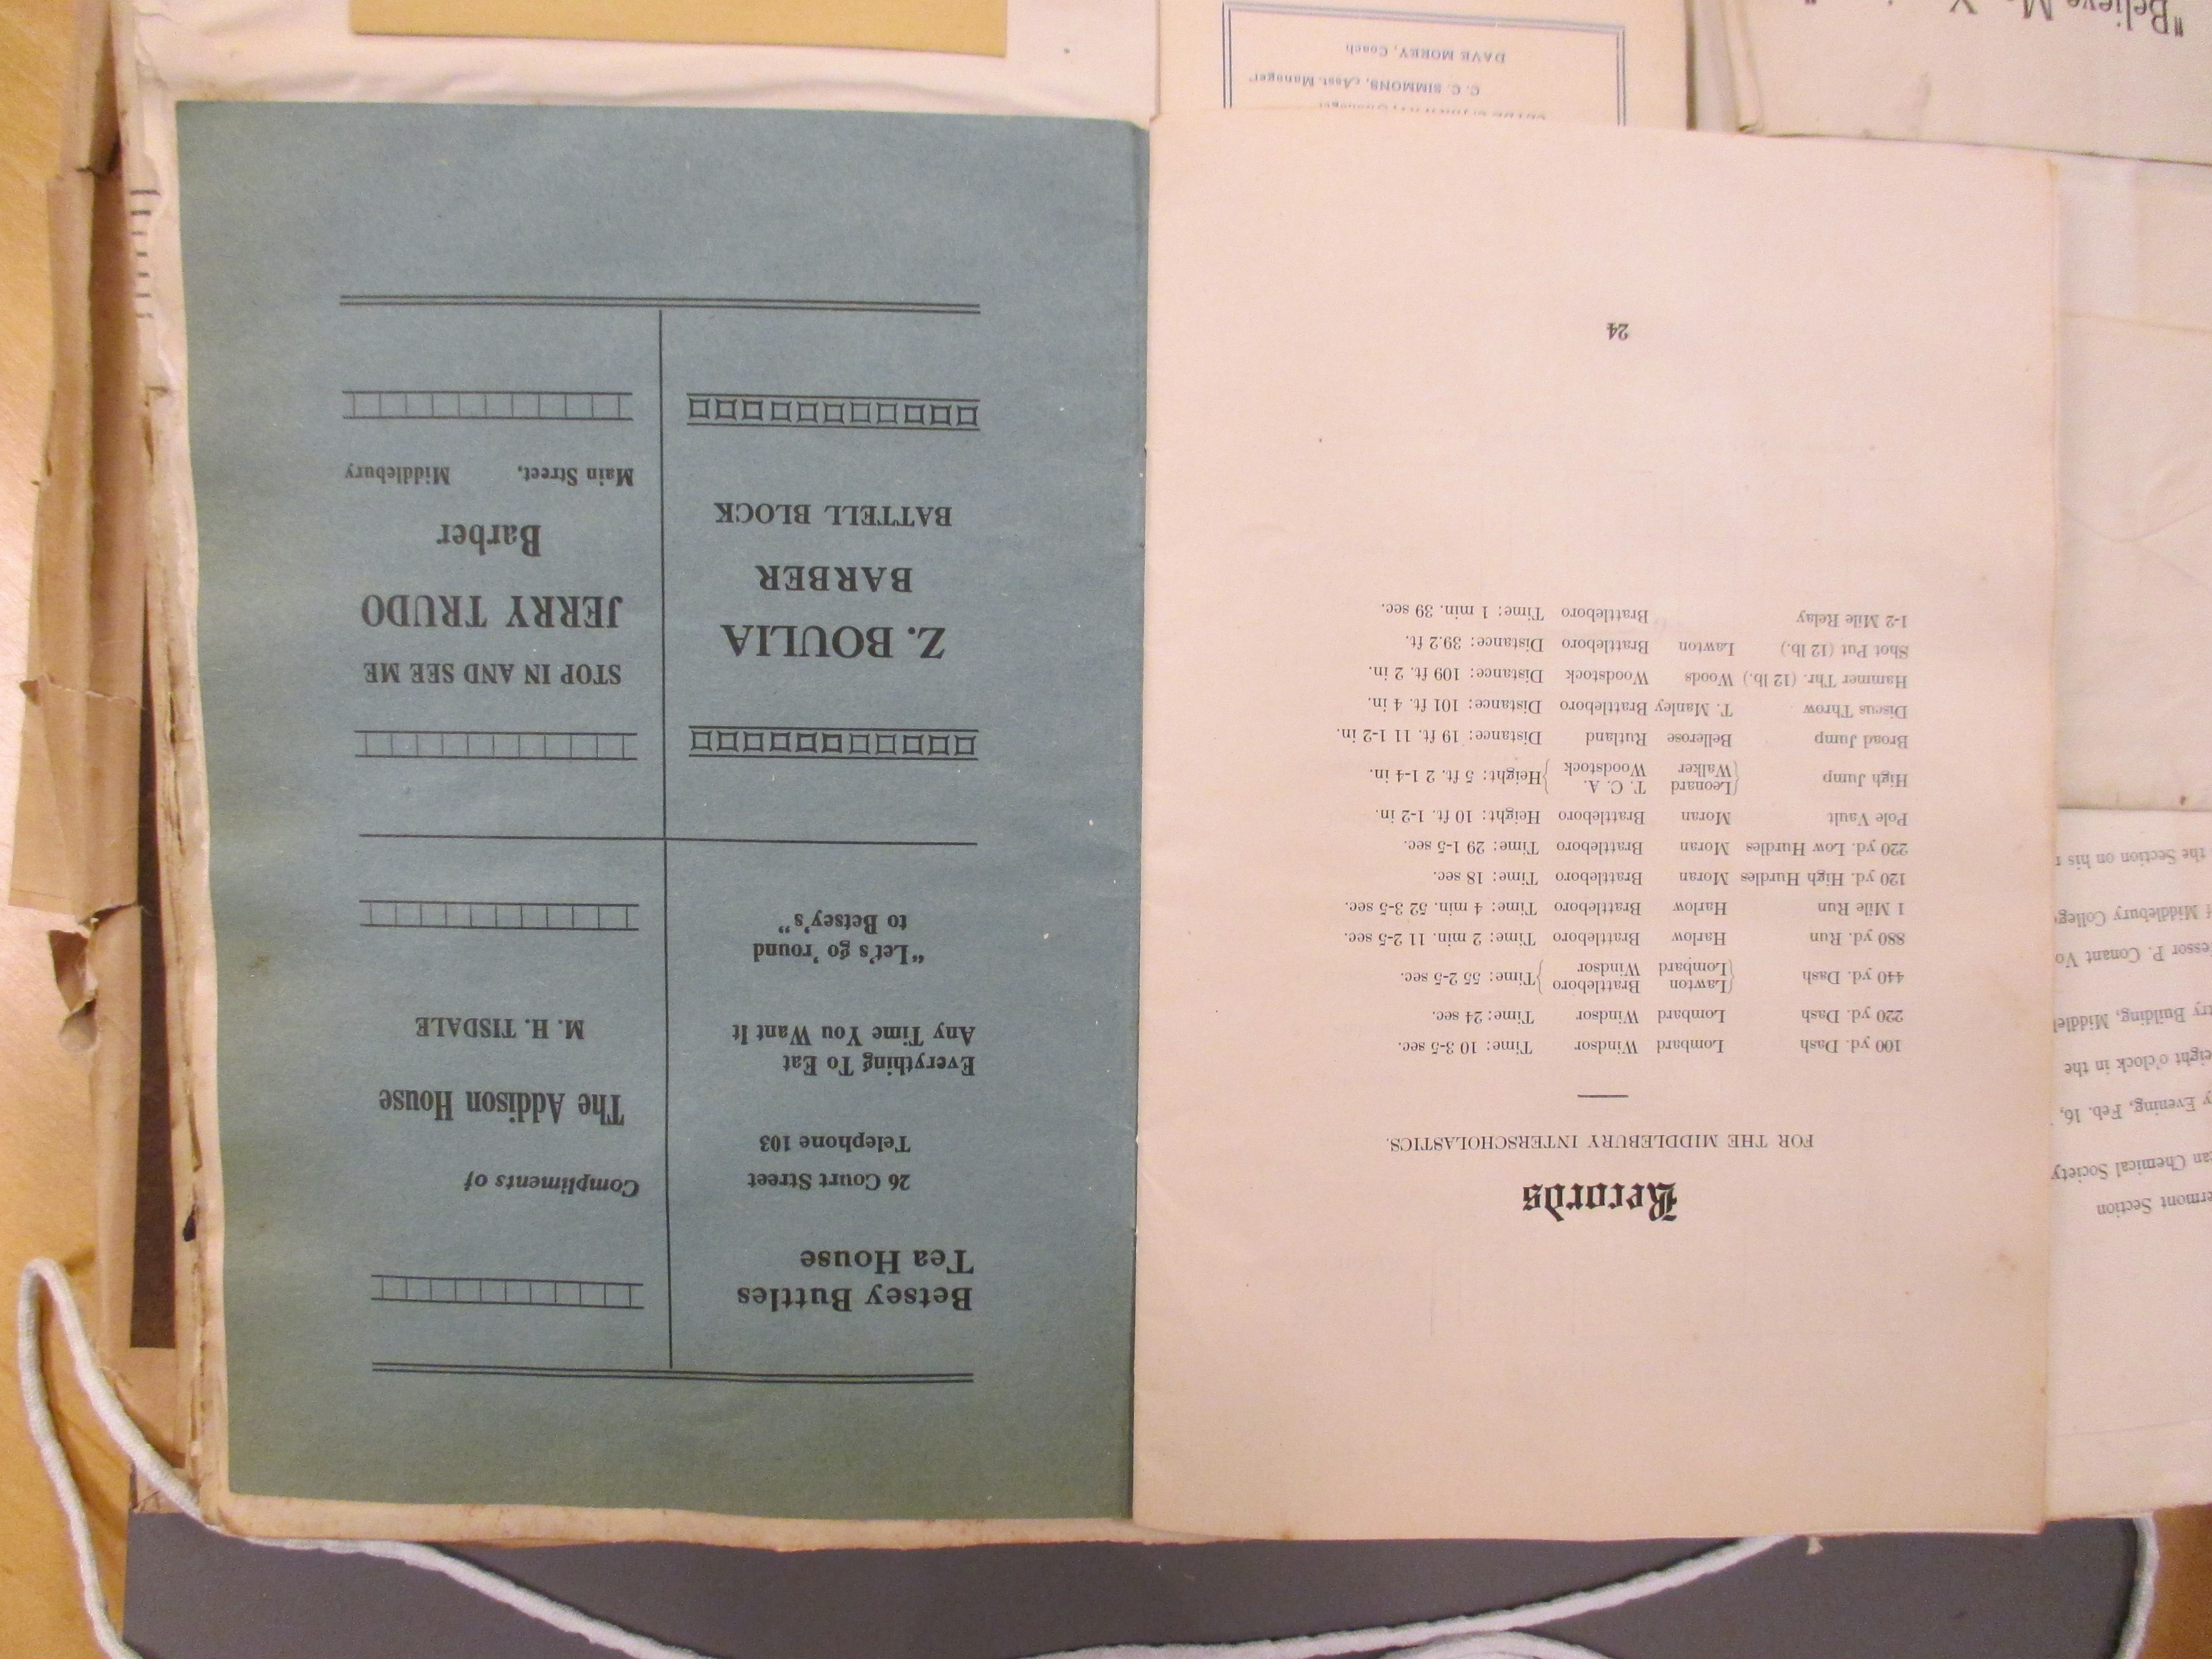 Records
FOR THE MIDDLEBURY INTERSCHOLASTICS.
100 yd. Dash Lombard Windsor Time: 10 3-5 sec.
220 yd. Dash Lombard Windsor Time: 24 sec.
440 yd. Dash {Lawton Brattleboro
Lombard Windsor} Time: 55 2-5 sec.
880 yd. Run Harlow Brattleboro Time: 2 min. 11 2-5 sec.
1 Mile Run Harlow Brattleboro Time: 4 min. 52 3-5 sec.
120 yd. High Hurdles Moran Brattleboro Time: 18 sec.
220 yd. Low Hurdles Moran Brattleboro Time: 29 1-5 sec.
Pole Vault Moran Brattleboro Height: 10 ft. 1-2 in.
High Jump {Leonard T. C. A.
Walker Woodstock} Height: 5 ft. 2 1-4 in.
Broad Jump Bellerose Rutland Distance: 19 ft. 11 1-2 in.
Discus Throw T. Manley Brattleboro Distance: 101 ft. 4 in.
Hammer Thr. (12 lb.) Woods Woodstock Distance: 109 ft. 2 in.
Shot Put (12 lb.) Lawton Brattleboro Distance: 39.2 ft.
1-2 Mile Relay Brattleboro Time: 1 min. 39 sec.
24
Betsey Buttles
Tea House
26 Court Street
Telephone 103
Everything To Eat
Any Time You Want It
"Let's go 'round
to Betsey's"
Compliments of
The Addison House
M. H. TISDALE
Z. BOULIA
BARBER
BATTELL BLOCK
STOP IN AND SEE ME
JERRY TRUDO
Barber
Main Street, Middlebury
C. C. SIMMONS, Asst. Manager
DAVE MOREY, Coach
"Believe Me
ermont Section
an Chemical Society
y Evening, Feb. 16,
eight o'clock in the
try Building, Middle
essor P. Conant Vo
f Middlebury Colleg
the Section on his